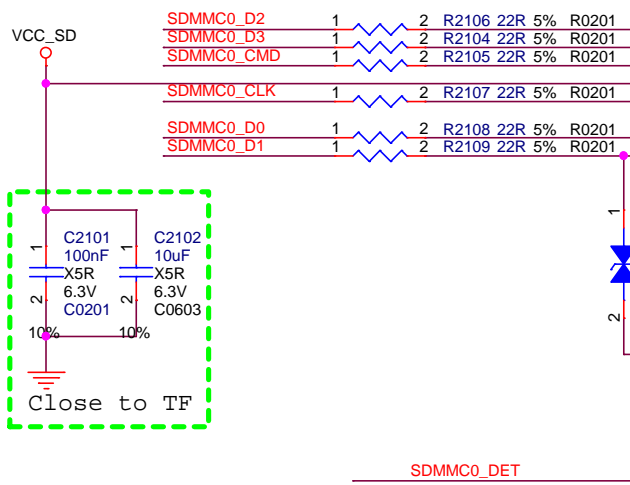 SDMMC0_D2 1 2 R2106 22R 5% R0201
VCC_SD
SDMMC0_D3 1 2 R2104 22R 5% R0201
SDMMC0_CMD 1 2 R2105 22R 5% R0201
SDMMC0_CLK 1 2 R2107 22R 5% R0201
SDMMC0_D0 1 2 R2108 22R 5% R0201
SDMMC0_D1 1 2 R2109 22R 5% R0201
1
2
1
C2101
100nF
X5R
6.3V
C0201
2
10%
1
C2102
10uF
X5R
6.3V
C0603
2
10%
Close to TF
SDMMC0_DET